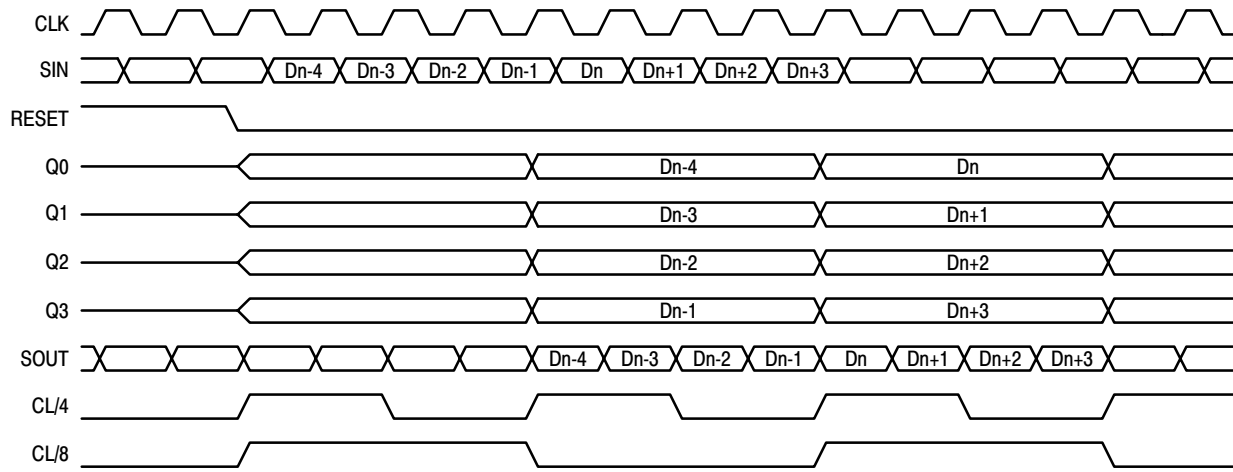 CLK
SIN Dn-4 Dn-3 Dn-2 Dn-1 Dn Dn+1 Dn+2 Dn+3
RESET
Q0 Dn-4 Dn
Q1 Dn-3 Dn+1
Q2 Dn-2 Dn+2
Q3 Dn-1 Dn+3
SOUT Dn-4 Dn-3 Dn-2 Dn-1 Dn Dn+1 Dn+2 Dn+3
CL/4
CL/8